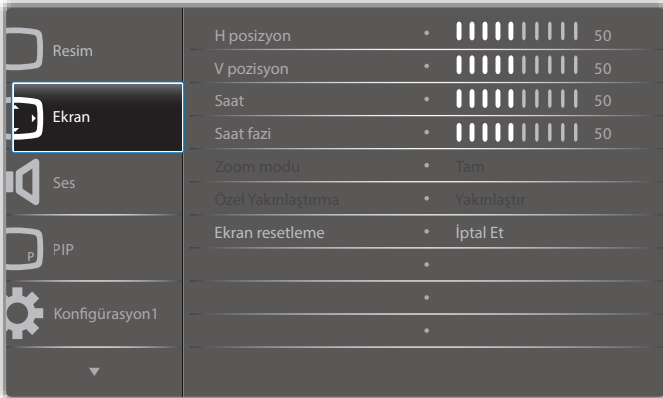 Resim
Ekran
Ses
P PIP
Konfigürasyon1
H posizyon • 50
V pozisyon • 50
Saat • 50
Saat fazi • 50
Zoom modu • Tam
Özel Yakınlaştırma • Yakınlaştır
Ekran resetleme • İptal Et
•
•
•